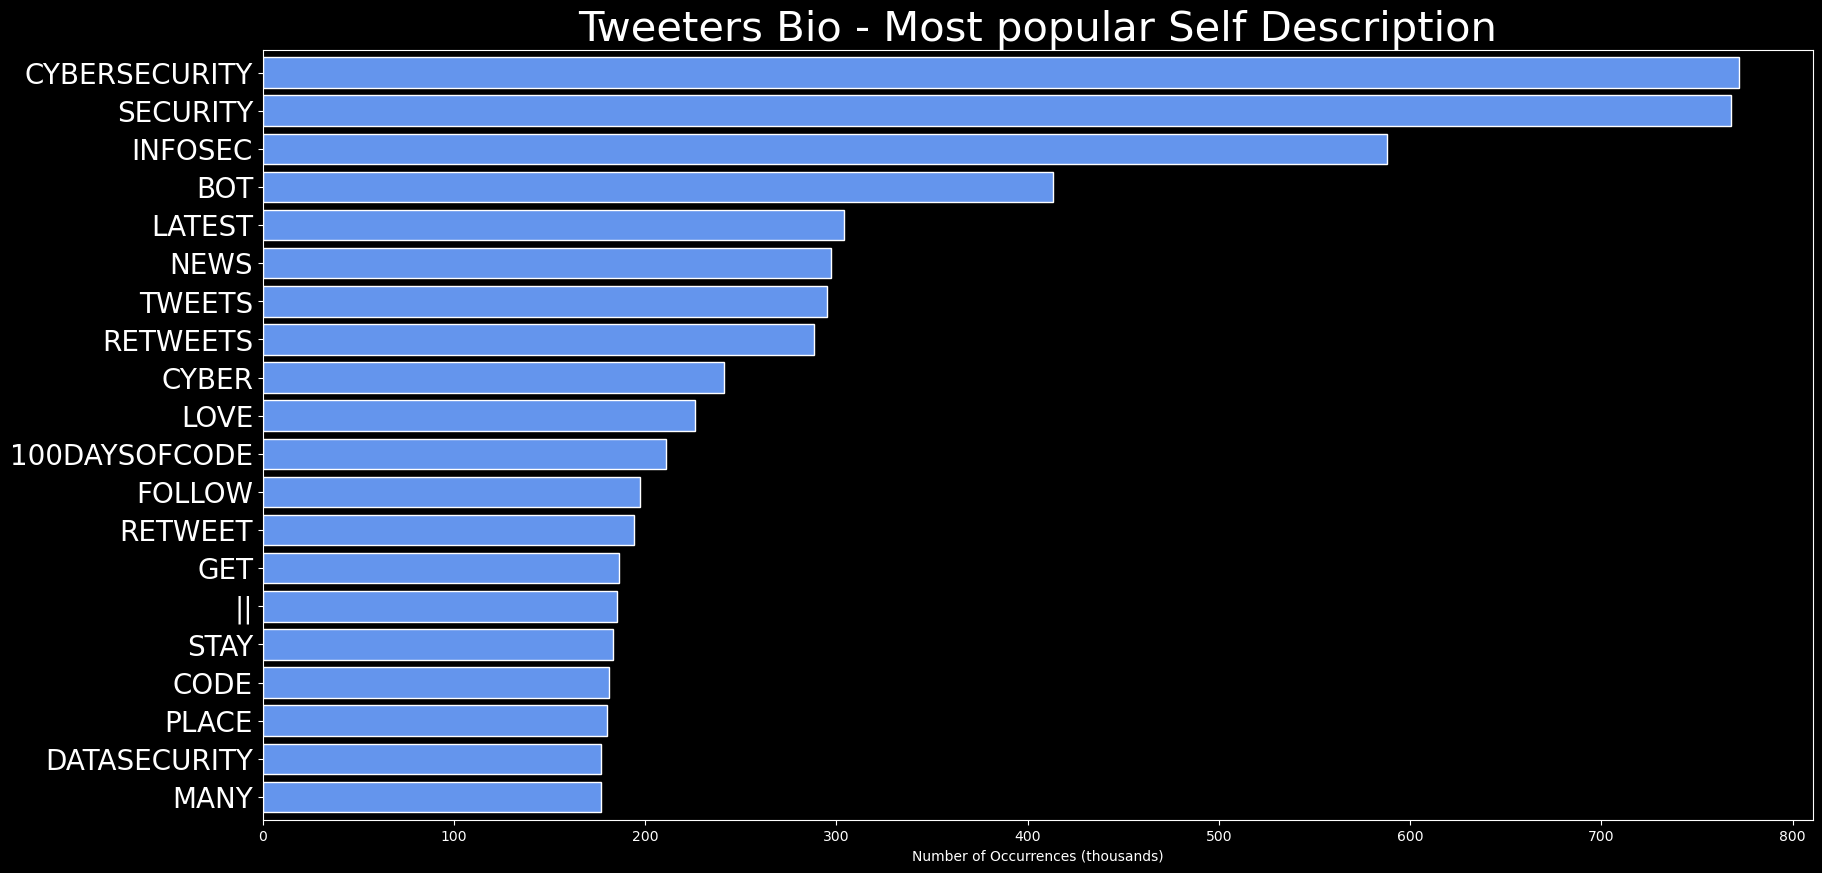 Tweeters Bio - Most popular Self Description
CYBERSECURITY
SECURITY
INFOSEC
BOT
LATEST
NEWS
TWEETS
RETWEETS
CYBER
LOVE
100DAYSOFCODE
FOLLOW
RETWEET
GET
||
STAY
CODE
PLACE
DATASECURITY
MANY
0 100 200 300 400 500 600 700 800
Number of Occurrences (thousands)